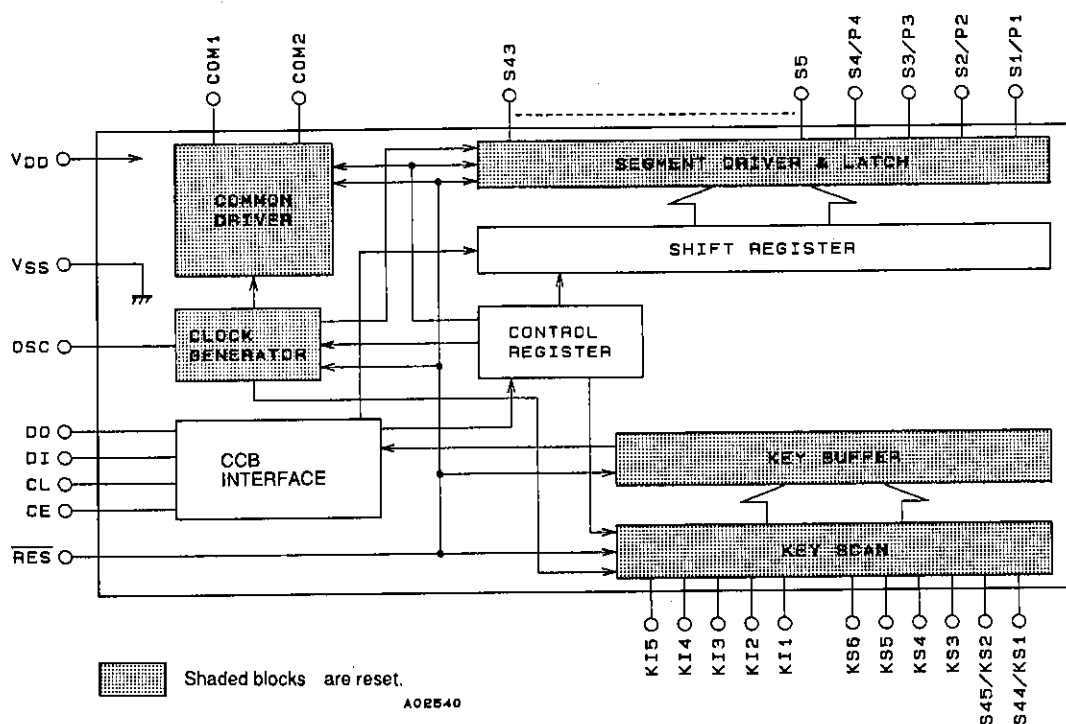 COM1
COM2
S43
S5
S4/P4
S3/P3
S2/P2
S1/P1
VDD
COMMON
DRIVER
SEGMENT DRIVER & LATCH
SHIFT REGISTER
VSS
OSC
CLOCK
GENERATOR
CONTROL
REGISTER
DO
DI
CL
CE
CCB
INTERFACE
KEY BUFFER
RES
KEY SCAN
KI5
KI4
KI3
KI2
KI1
KS6
KS5
KS4
KS3
S45/KS2
S44/KS1
Shaded blocks are reset.
A02540